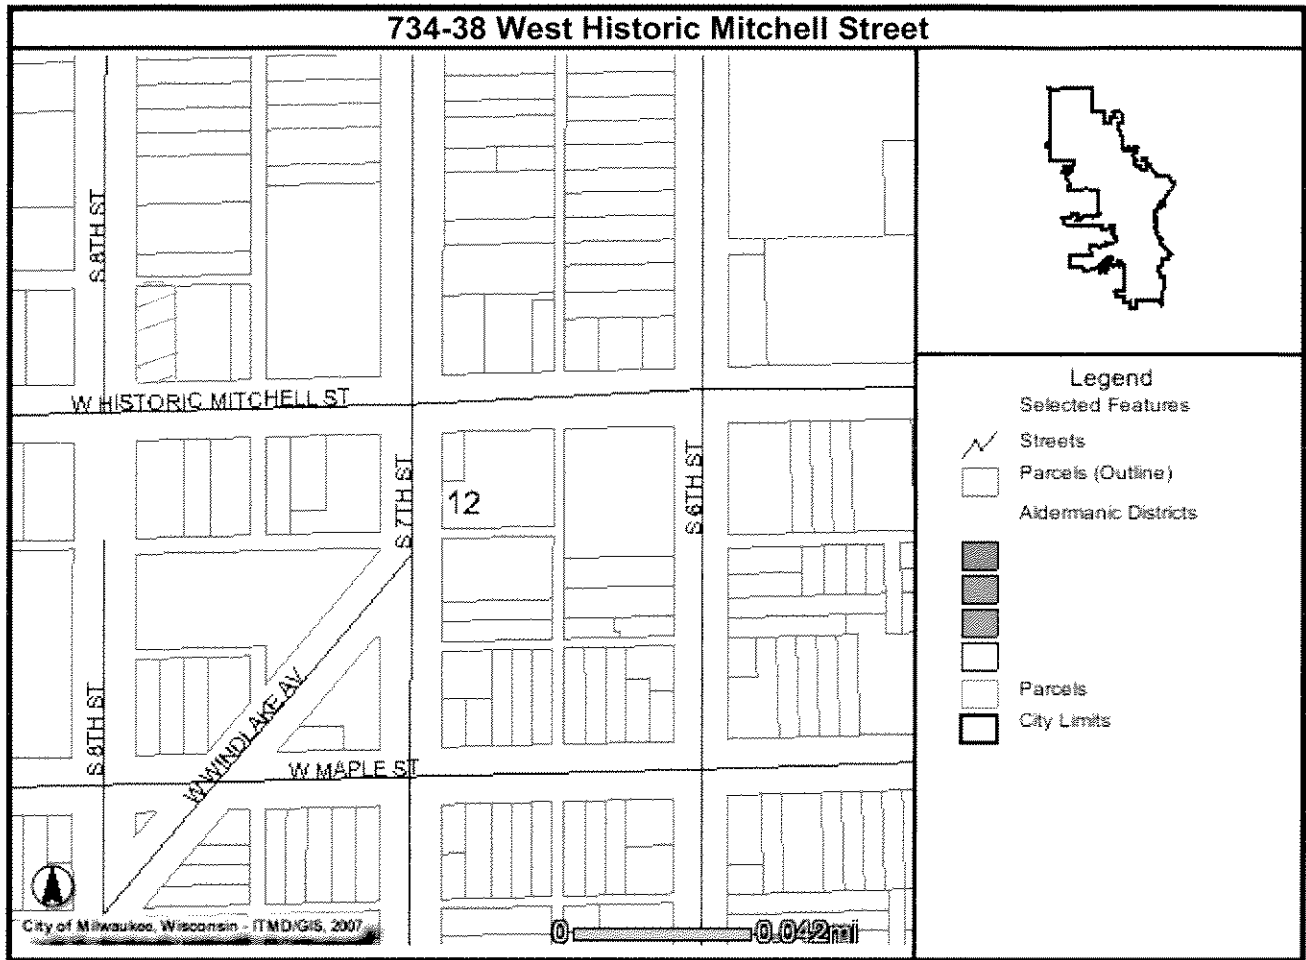 734-38 West Historic Mitchell Street
S 8TH ST
W HISTORIC MITCHELL ST
S 7TH ST
S 6TH ST
12
S 8TH ST
W WINDLAKE AV
W MAPLE ST
City of Milwaukee, Wisconsin - ITMD/GIS, 2007
0 0.042mi
Legend
Selected Features
Streets
Parcels (Outline)
Aldermanic Districts
Parcels
City Limits